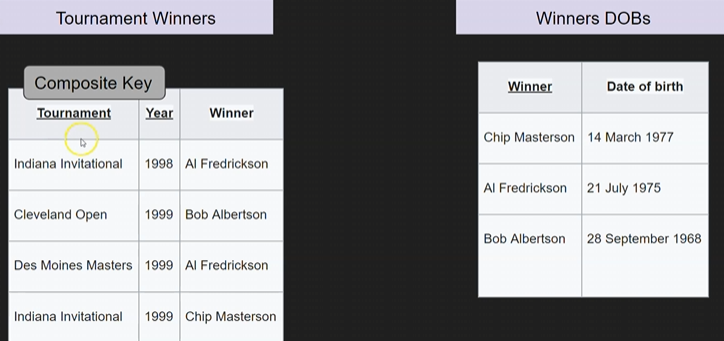 Tournament Winners
Winners DOBs
Composite Key
Tournament Year Winner
Indiana Invitational 1998 Al Fredrickson
Cleveland Open 1999 Bob Albertson
Des Moines Masters 1999 Al Fredrickson
Indiana Invitational 1999 Chip Masterson
Winner Date of birth
Chip Masterson 14 March 1977
Al Fredrickson 21 July 1975
Bob Albertson 28 September 1968